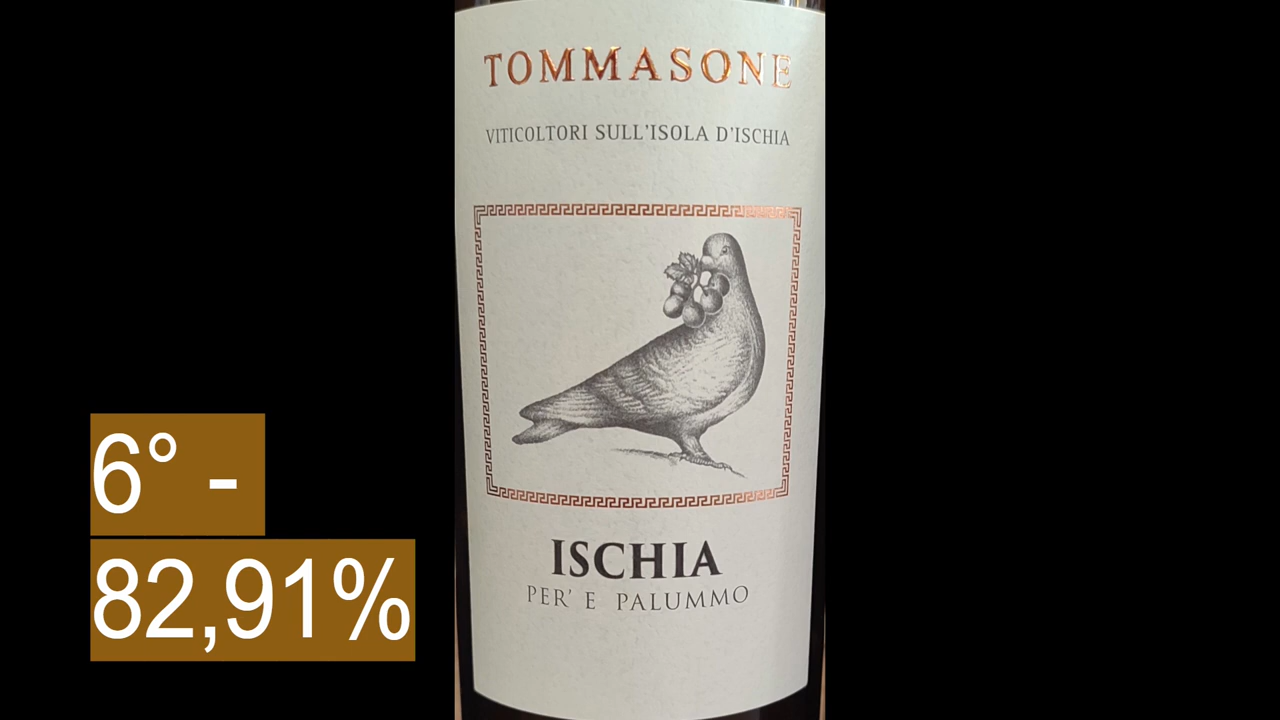 TOMMASONE
VITICOLTORI SULL'ISOLA D'ISCHIA
ISCHIA
PER' E PALUMMO
6° -
82,91%